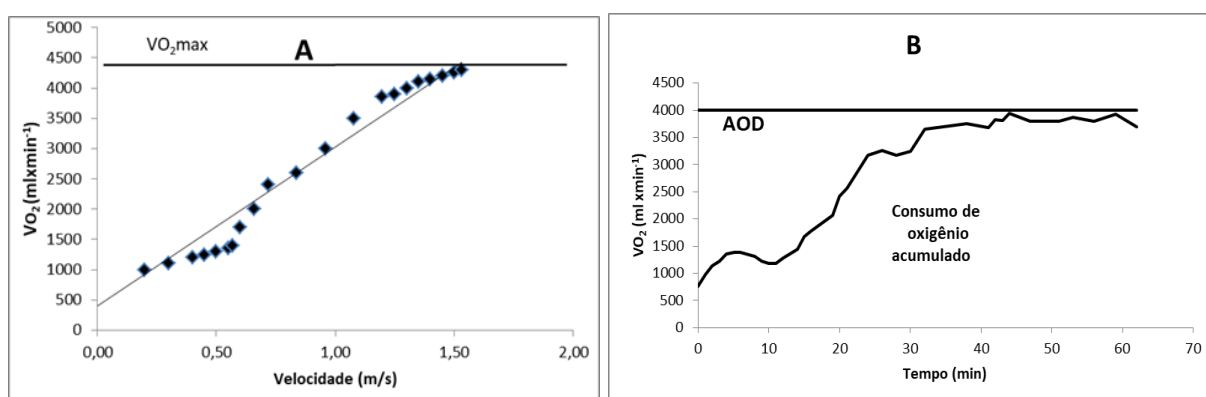 A
VO₂max
VO₂ (mlxmin⁻¹)
5000
4500
4000
3500
3000
2500
2000
1500
1000
500
0
0,00 0,50 1,00 1,50 2,00
Velocidade (m/s)
B
AOD
Consumo de
oxigênio
acumulado
VO₂ (ml xmin⁻¹)
4500
4000
3500
3000
2500
2000
1500
1000
500
0
0 10 20 30 40 50 60 70
Tempo (min)